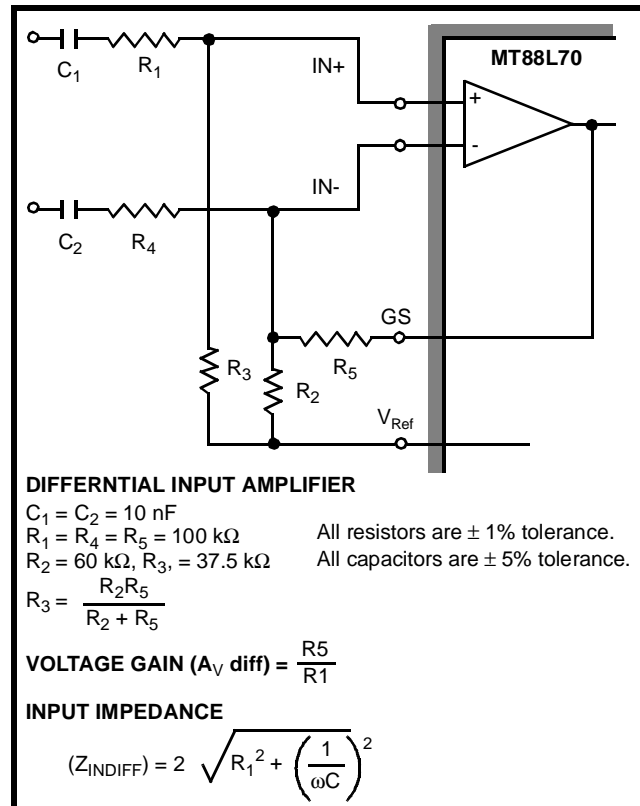 MT88L70
C1
R1
IN+
+
-
IN-
C2
R4
GS
R5
R3
R2
VRef
DIFFERNTIAL INPUT AMPLIFIER
C1 = C2 = 10 nF
R1 = R4 = R5 = 100 kΩ
All resistors are ± 1% tolerance.
R2 = 60 kΩ, R3, = 37.5 kΩ
All capacitors are ± 5% tolerance.
R3 = R2R5 / R2 + R5
VOLTAGE GAIN (AV diff) = R5 / R1
INPUT IMPEDANCE
(ZINDIFF) = 2 √ R1² + (1 / ωC)²